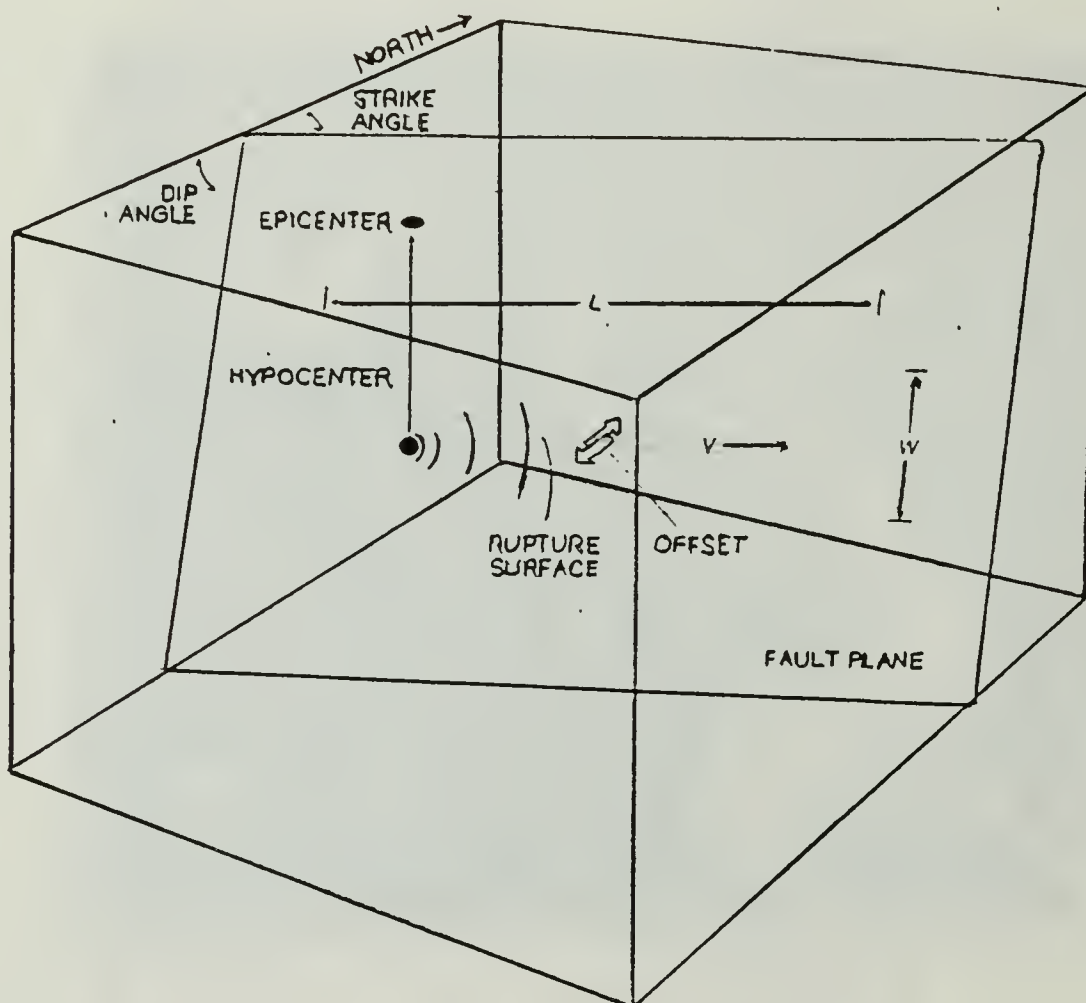 NORTH
STRIKE
ANGLE
DIP
ANGLE
EPICENTER
L
HYPOCENTER
V
W
RUPTURE
SURFACE
OFFSET
FAULT PLANE